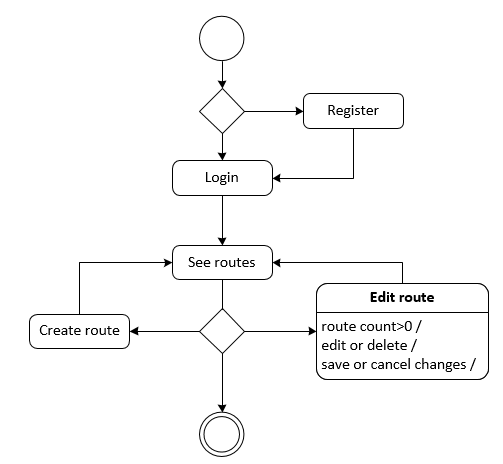 Register
Login
See routes
Edit route
Create route
route count>0 /
edit or delete /
save or cancel changes /